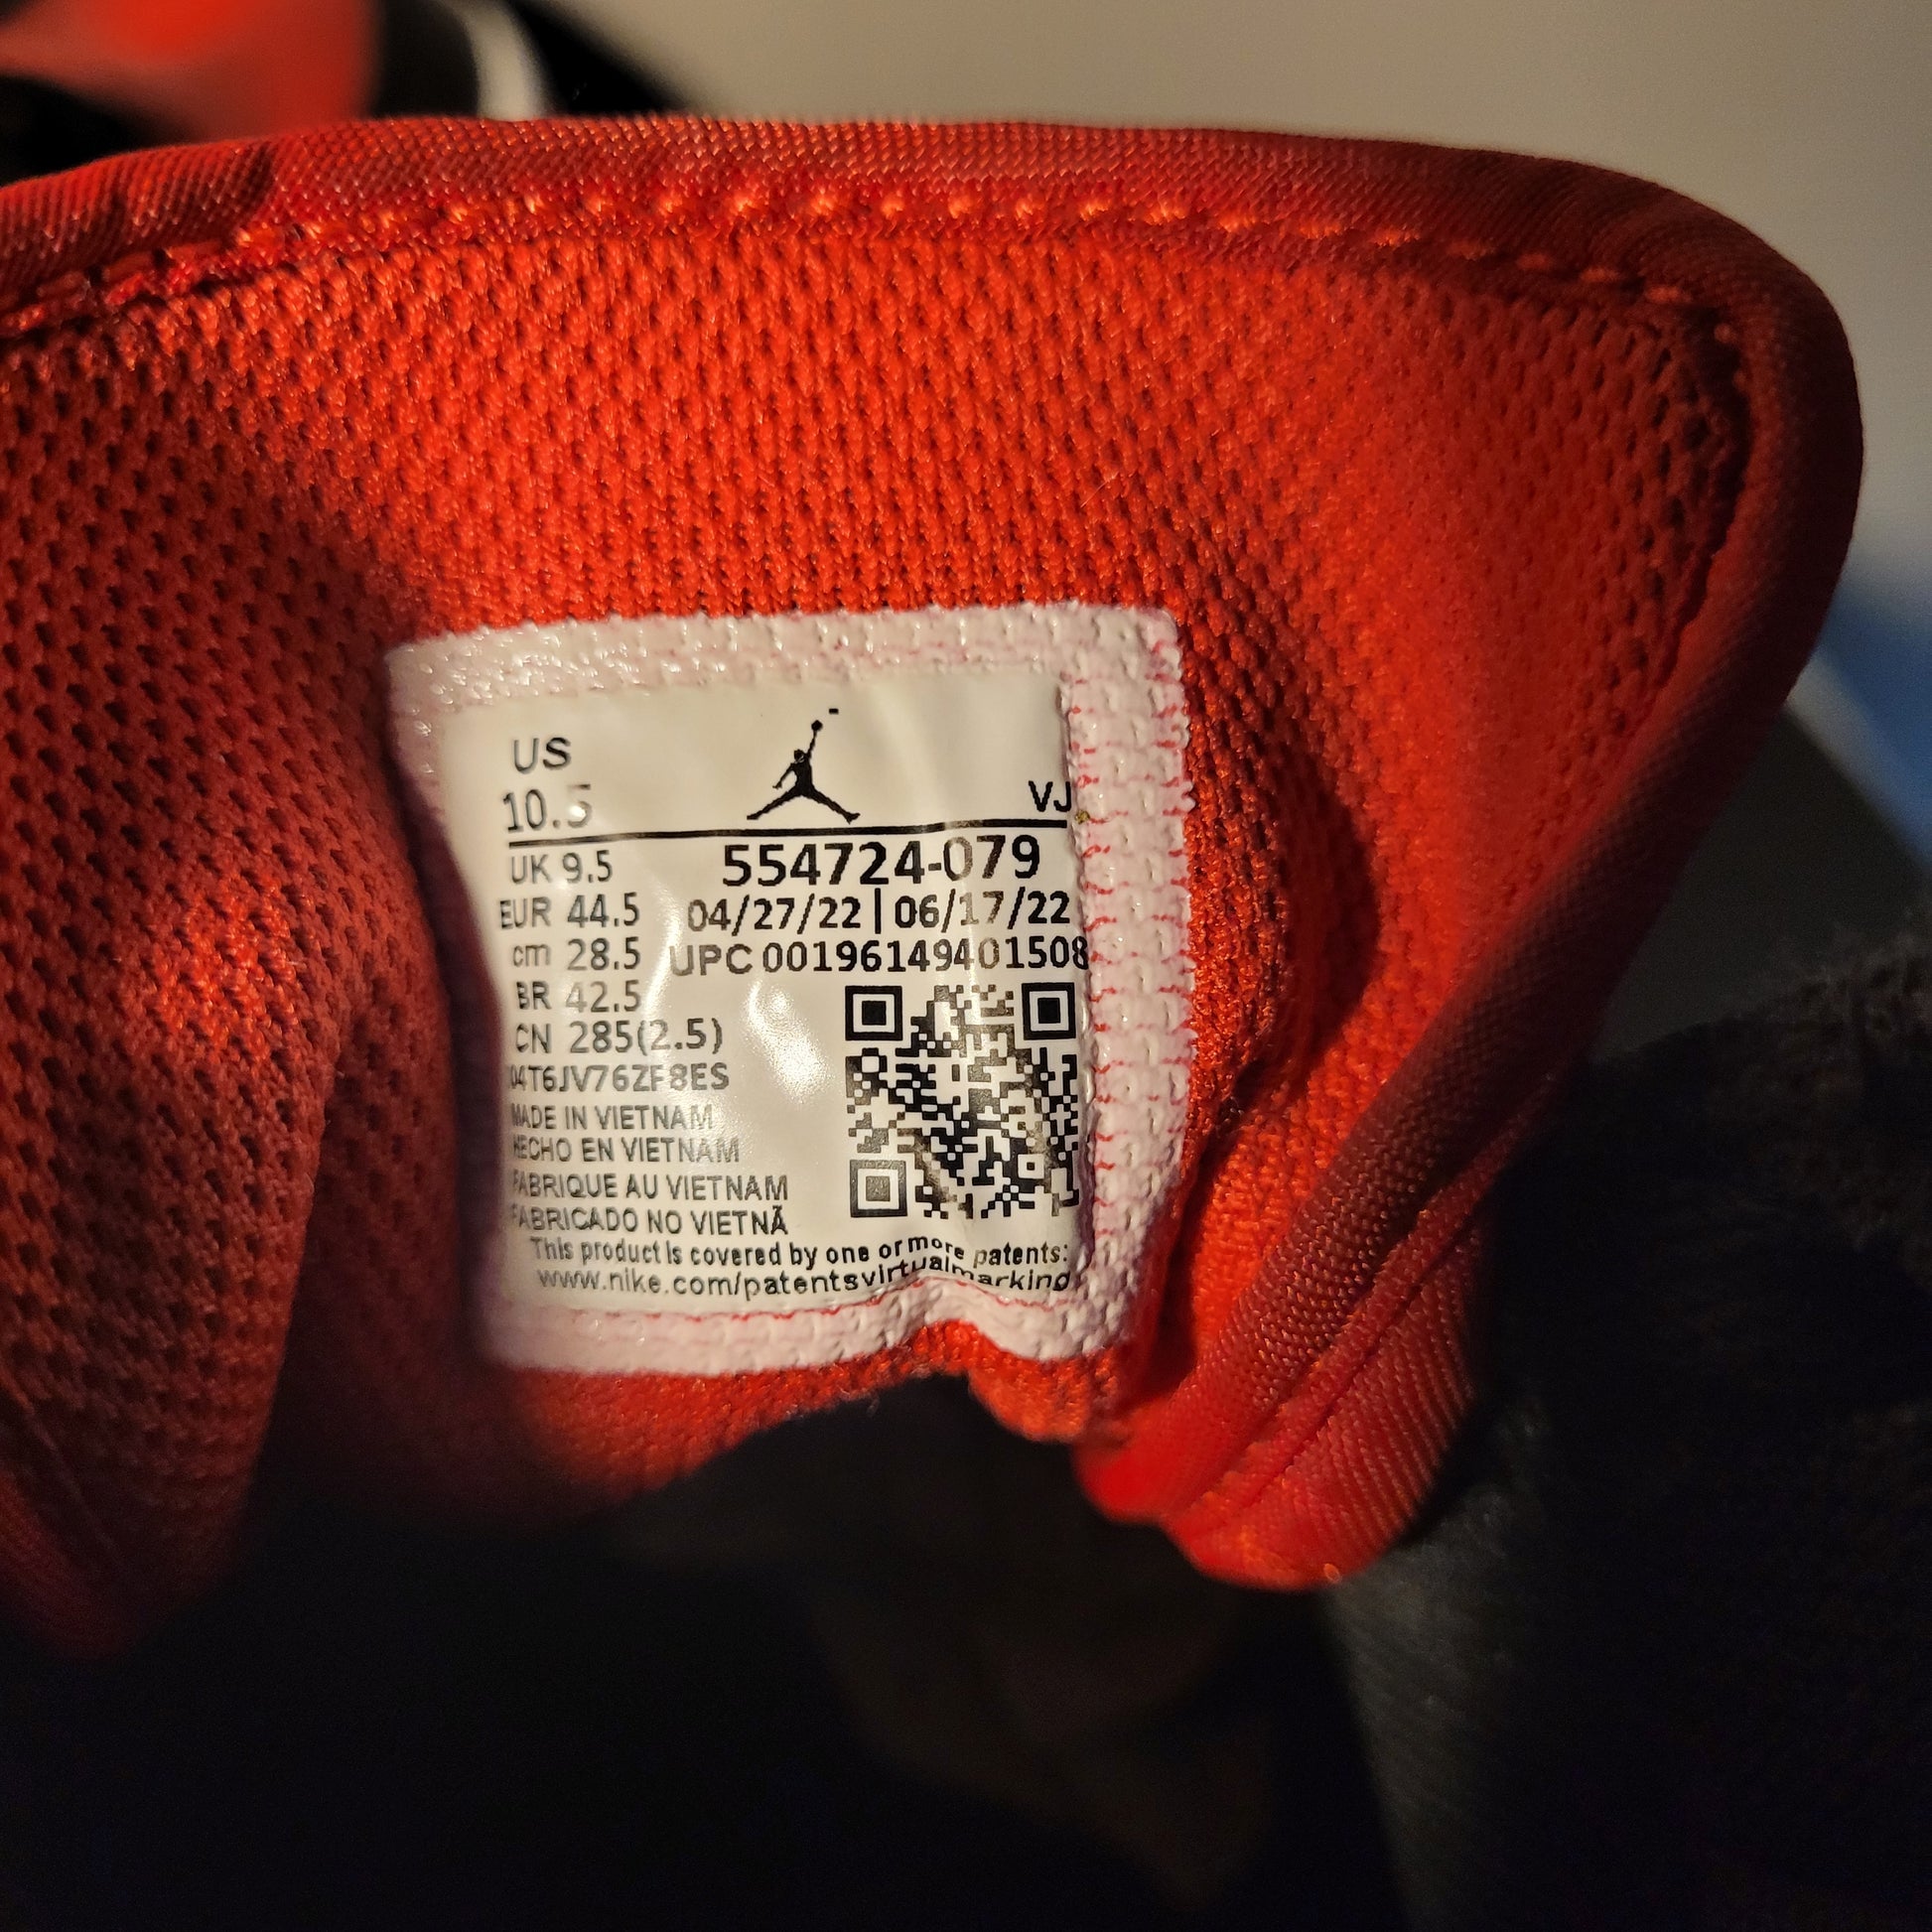 US
10.5
VJ
UK 9.5
554724-079
EUR 44.5
04/27/22 | 06/17/22
cm 28.5
UPC 00196149401508
BR 42.5
CN 285(2.5)
04T6JV76ZF8ES
MADE IN VIETNAM
HECHO EN VIETNAM
FABRIQUE AU VIETNAM
FABRICADO NO VIETNÃ
This product is covered by one or more patents:
www.nike.com/patentsvirtualmarking